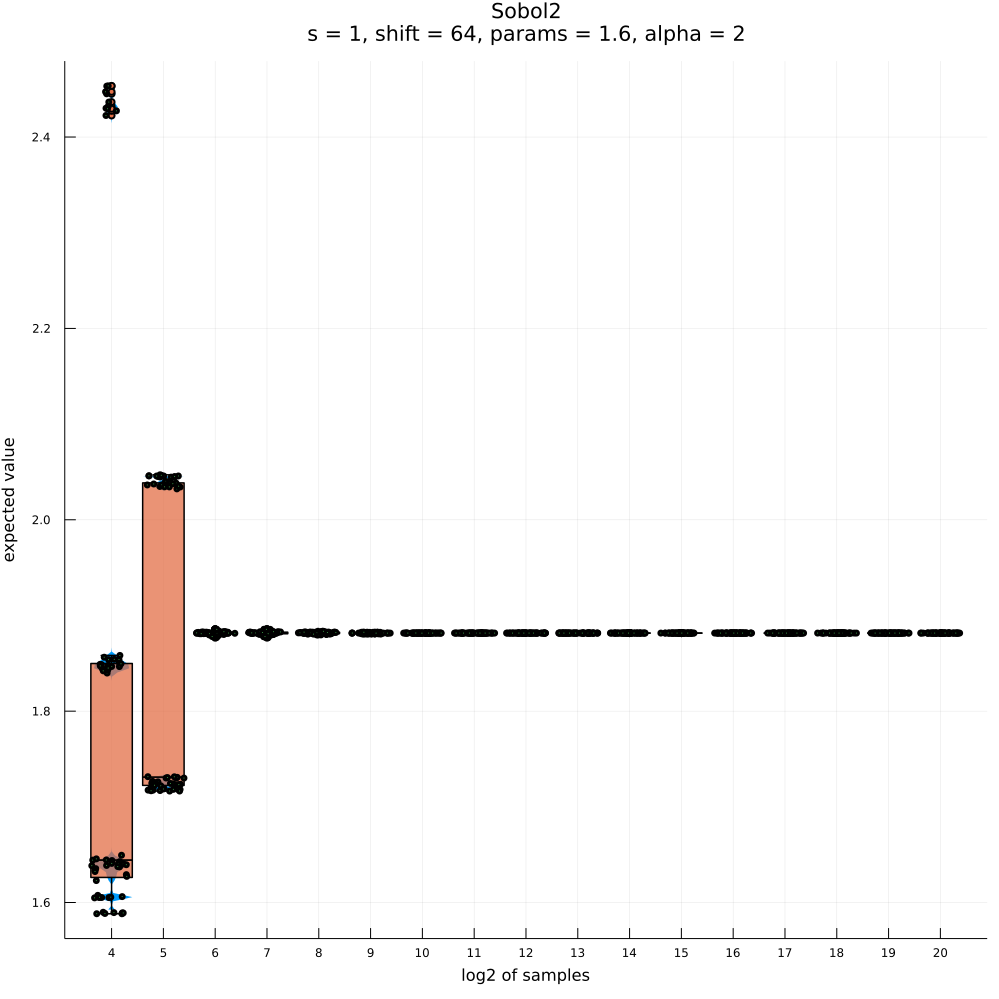 Sobol2
s = 1, shift = 64, params = 1.6, alpha = 2
expected value
2.4
2.2
2.0
1.8
1.6
4 5 6 7 8 9 10 11 12 13 14 15 16 17 18 19 20
log2 of samples